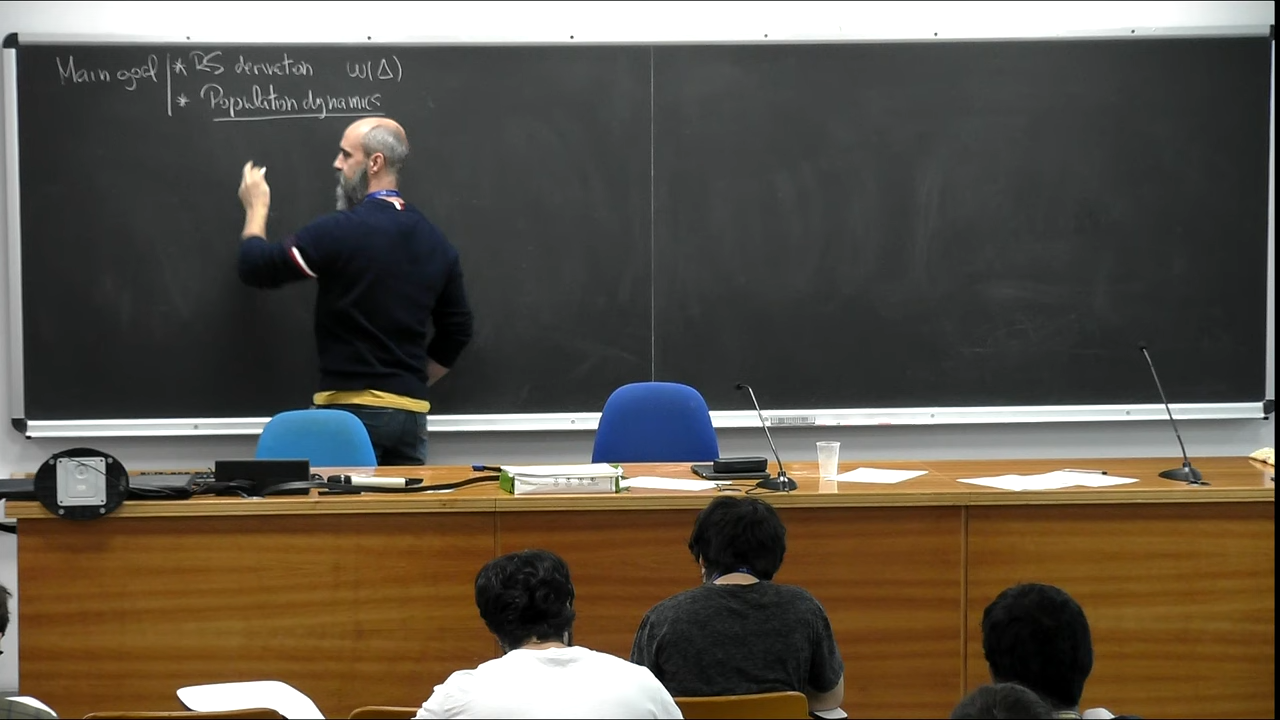 Main goal * RS derivation ω(Δ)
* Population dynamics